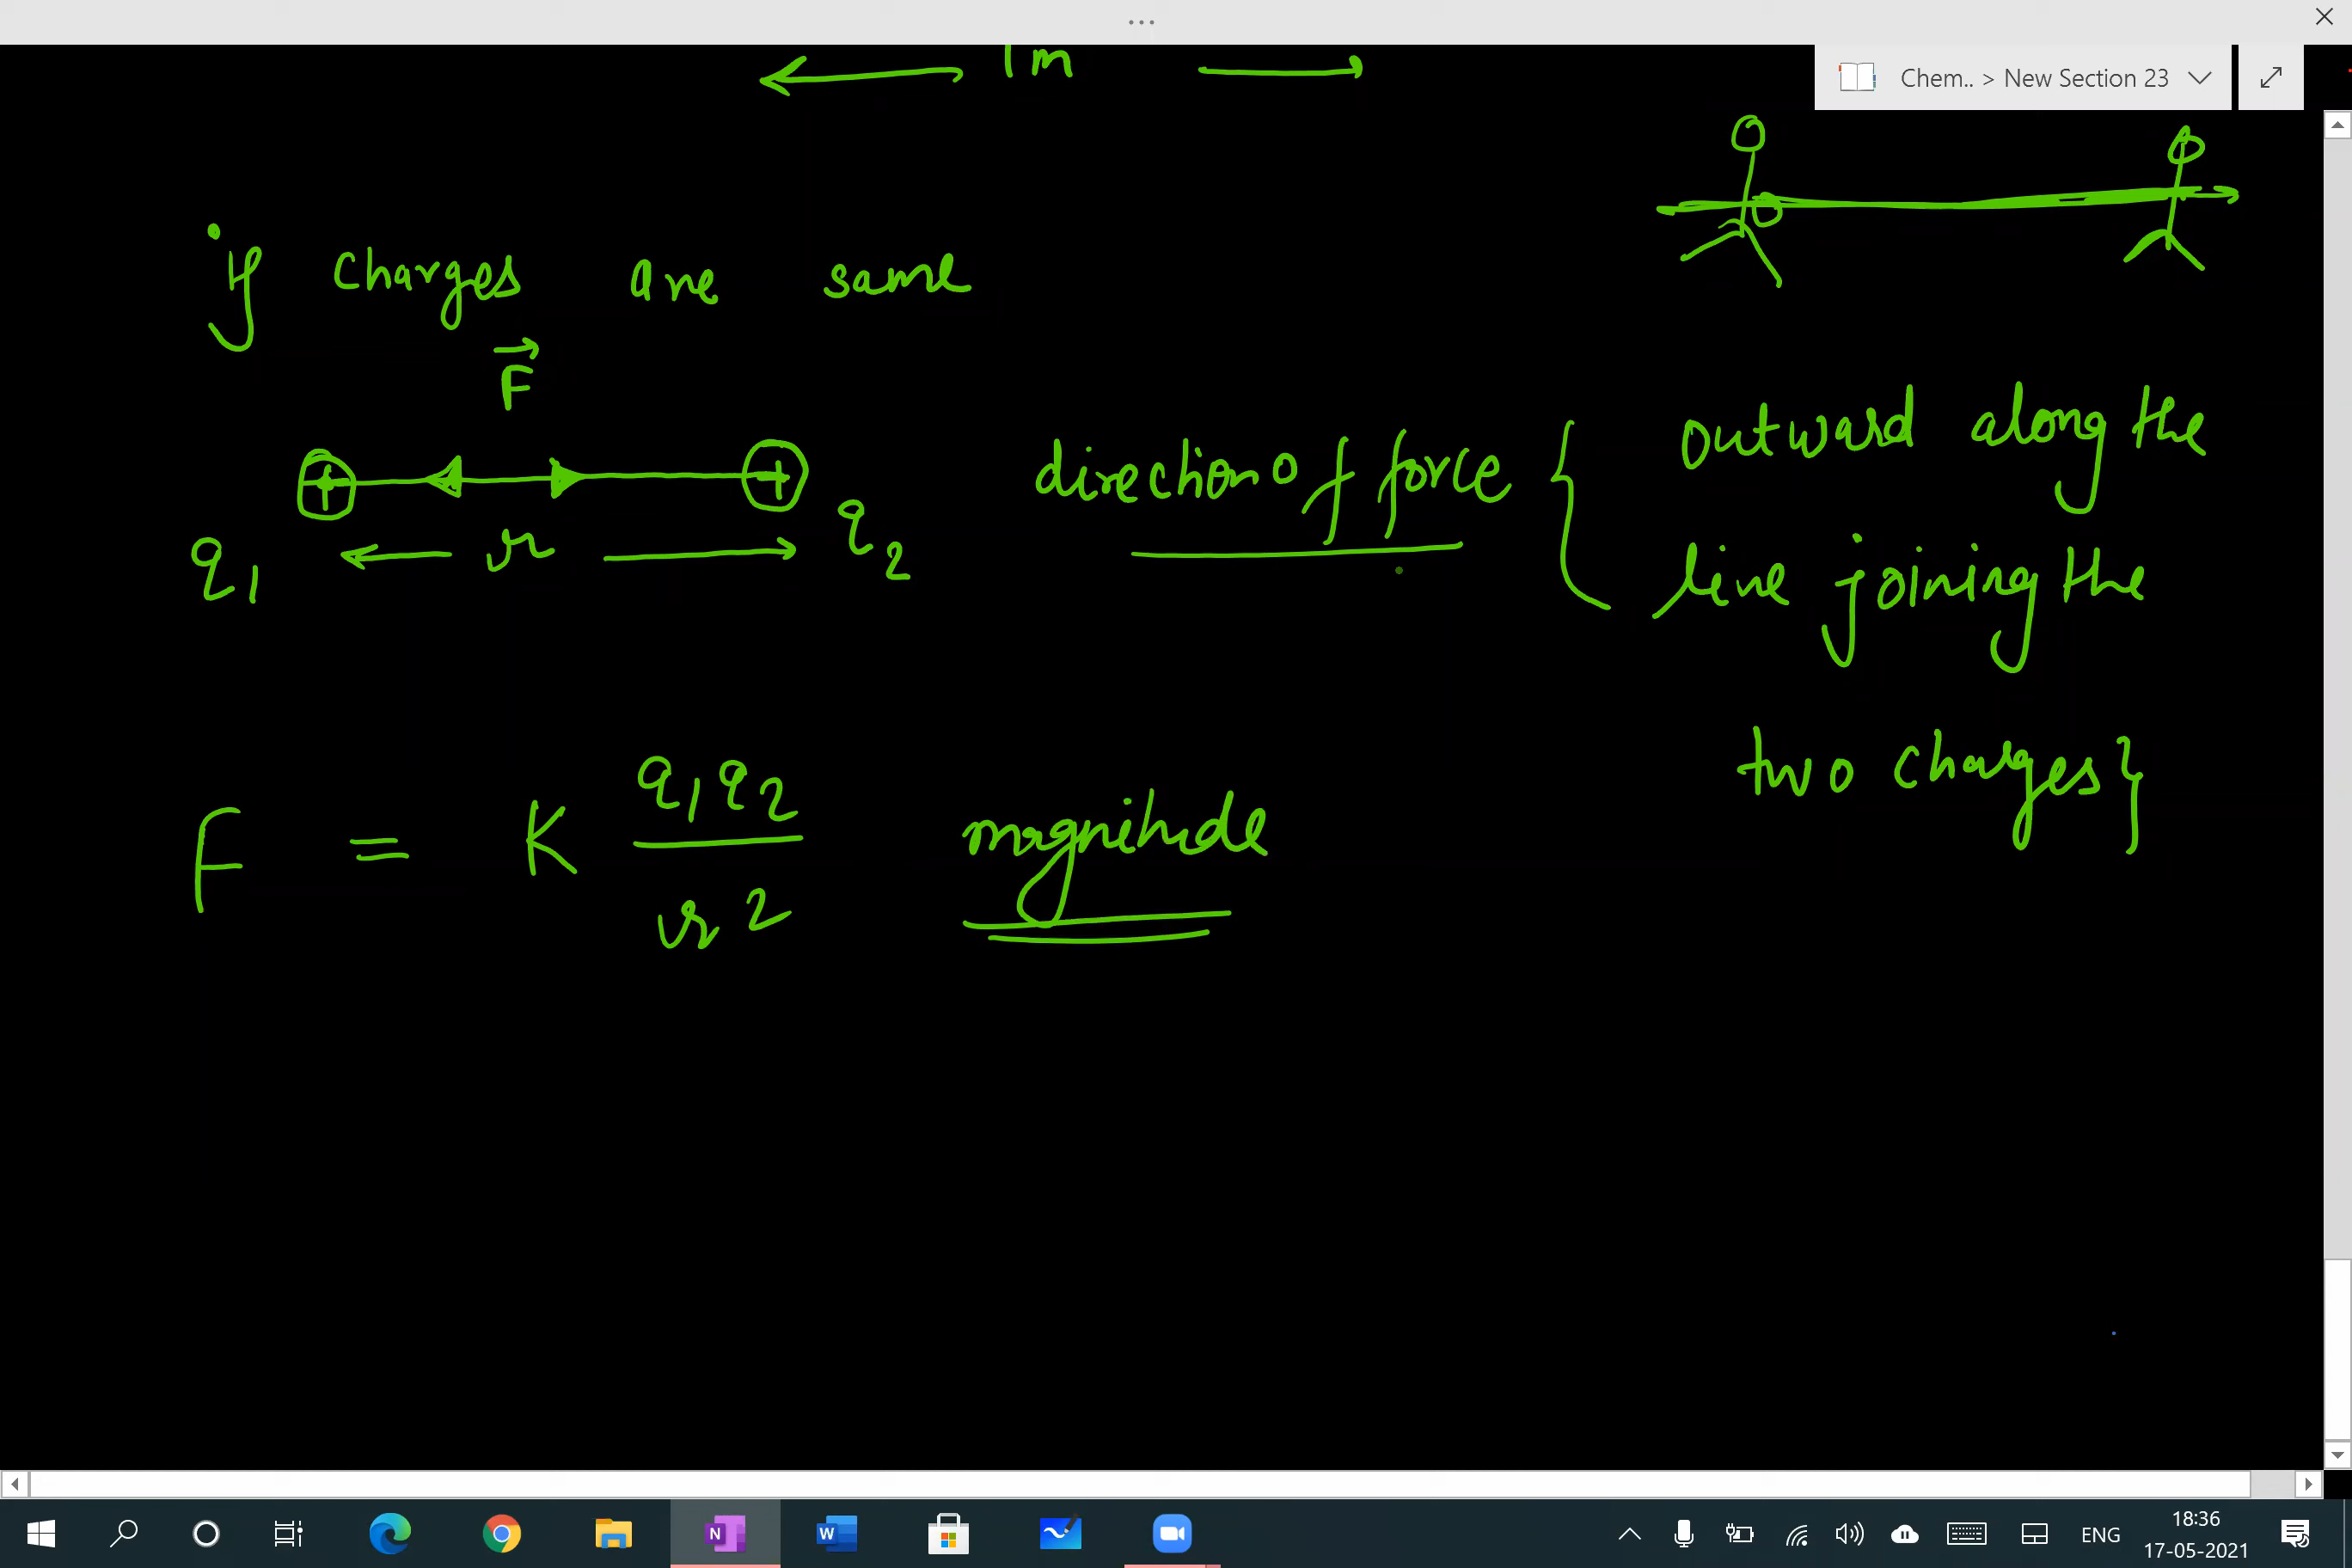 1m
Chem.. > New Section 23
if charges are same
F
direction of force { outward along the
q1 r q2
line joining the
two charges }
F = K q1q2 / r2 magnitude
ENG
18:36
17-05-2021